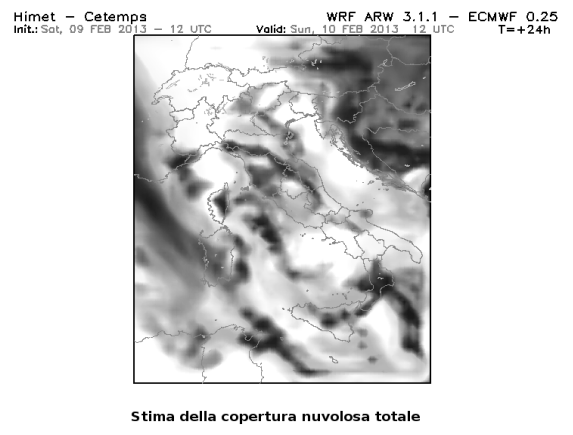 Himet – Cetemps WRF ARW 3.1.1 – ECMWF 0.25
Init.: Sat, 09 FEB 2013 – 12 UTC Valid: Sun, 10 FEB 2013 12 UTC T=+24h
Stima della copertura nuvolosa totale